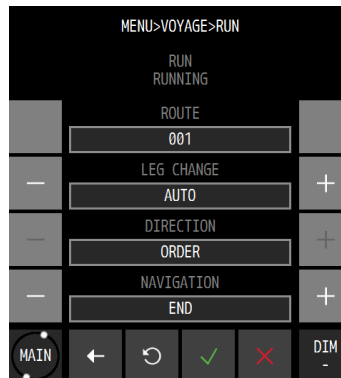 MENU>VOYAGE>RUN
RUN
RUNNING
ROUTE
001
LEG CHANGE
AUTO
DIRECTION
ORDER
NAVIGATION
END
MAIN
DIM
-